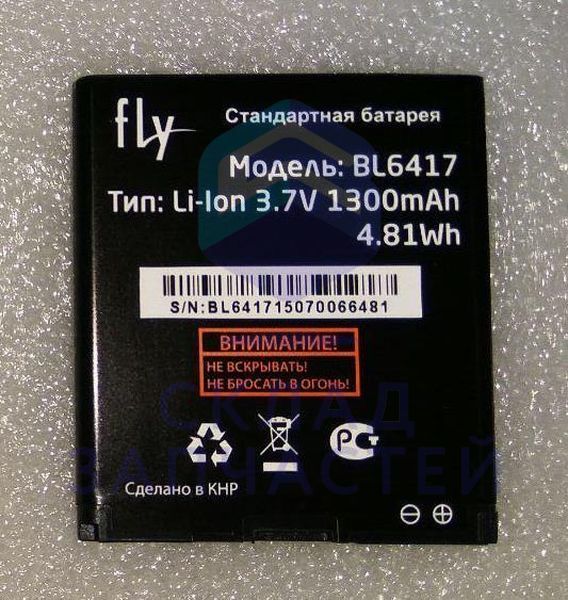 fly
Стандартная батарея
Модель: BL6417
Тип: Li-Ion 3.7V 1300mAh
4.81Wh
S/N:BL641715070066481
ВНИМАНИЕ!
НЕ ВСКРЫВАТЬ!
НЕ БРОСАТЬ В ОГОНЬ!
СКЛАД
ЗАПЧАСТЕЙ
Сделано в КНР